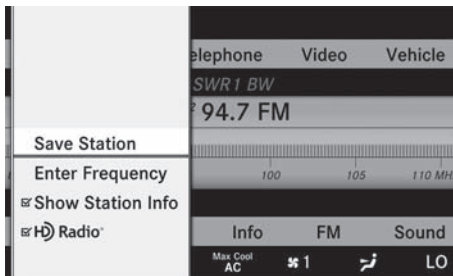 elephone Video Vehicle
SWR1 BW
94.7 FM
Save Station
Enter Frequency
100 105 110 MH
Show Station Info
HD Radio
Info FM Sound
Max Cool
AC 1 LO